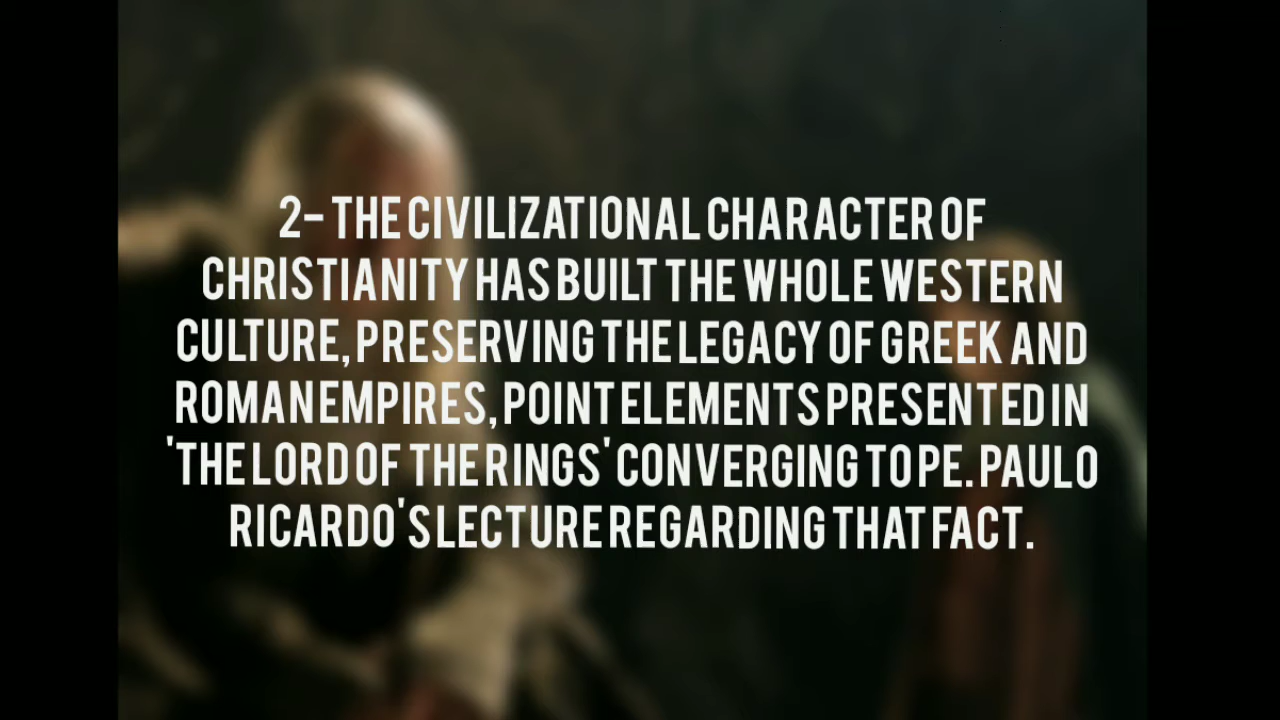 2- THE CIVILIZATIONAL CHARACTER OF
CHRISTIANITY HAS BUILT THE WHOLE WESTERN
CULTURE, PRESERVING THE LEGACY OF GREEK AND
ROMAN EMPIRES, POINT ELEMENTS PRESENTED IN
'THE LORD OF THE RINGS' CONVERGING TO PE. PAULO
RICARDO'S LECTURE REGARDING THAT FACT.